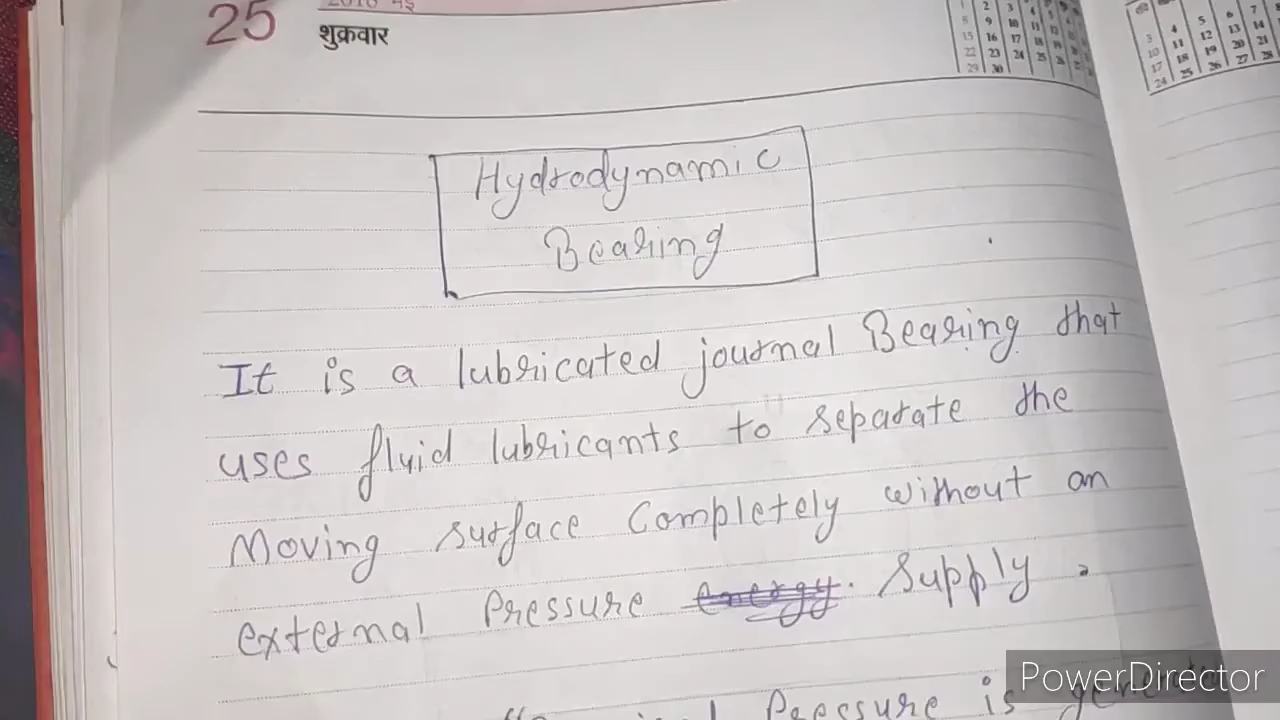 25
शुक्रवार
Hydrodynamic
Bearing
It is a lubricated journal Bearing that
uses fluid lubricants to separate the
Moving surface Completely without an
external Pressure energy. Supply.
Pressure is
PowerDirector